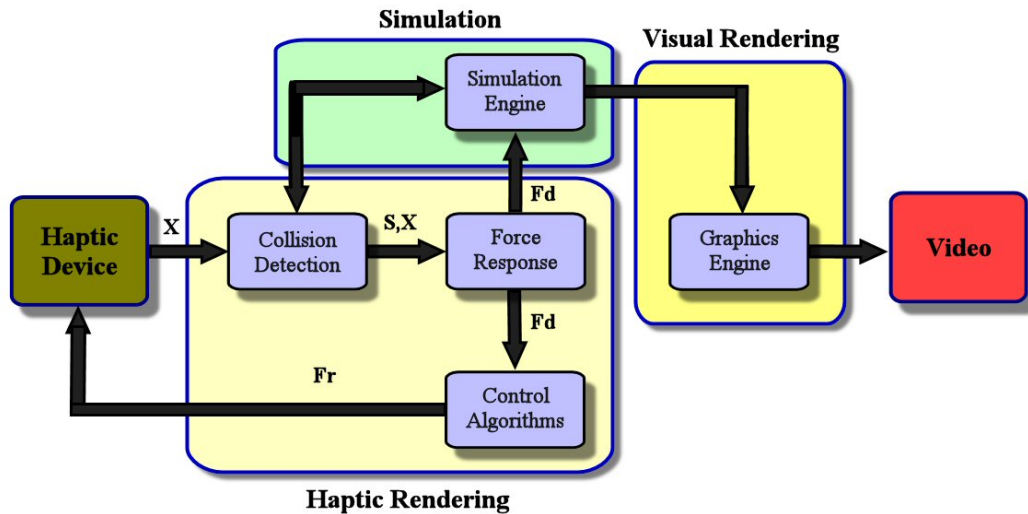 Simulation
Visual Rendering
Simulation
Engine
Fd
X
S,X
Haptic
Device
Collision
Detection
Force
Response
Graphics
Engine
Video
Fd
Fr
Control
Algorithms
Haptic Rendering